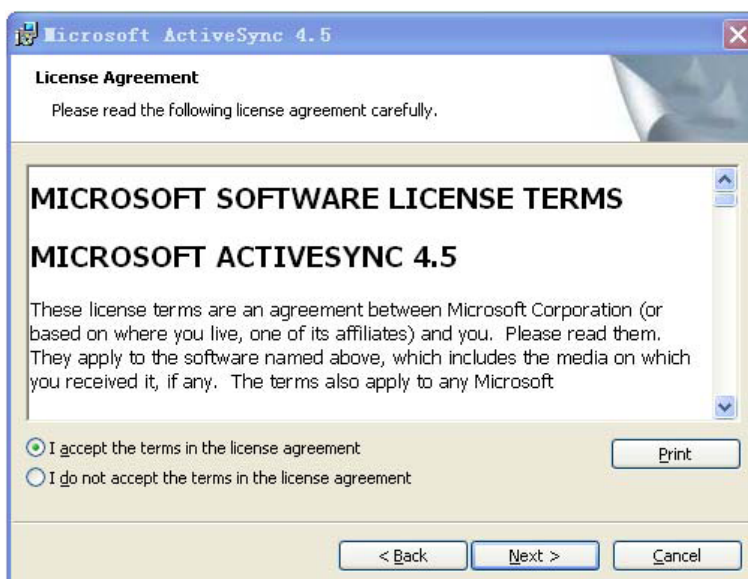 Microsoft ActiveSync 4.5
License Agreement
Please read the following license agreement carefully.
MICROSOFT SOFTWARE LICENSE TERMS
MICROSOFT ACTIVESYNC 4.5
These license terms are an agreement between Microsoft Corporation (or
based on where you live, one of its affiliates) and you.  Please read them.
They apply to the software named above, which includes the media on which
you received it, if any.  The terms also apply to any Microsoft
I accept the terms in the license agreement
Print
I do not accept the terms in the license agreement
< Back
Next >
Cancel